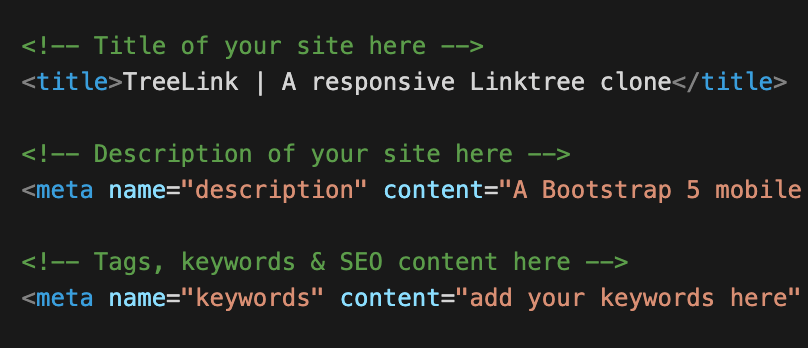 <!-- Title of your site here -->
<title>TreeLink | A responsive Linktree clone</title>
<!-- Description of your site here -->
<meta name="description" content="A Bootstrap 5 mobile
<!-- Tags, keywords & SEO content here -->
<meta name="keywords" content="add your keywords here"